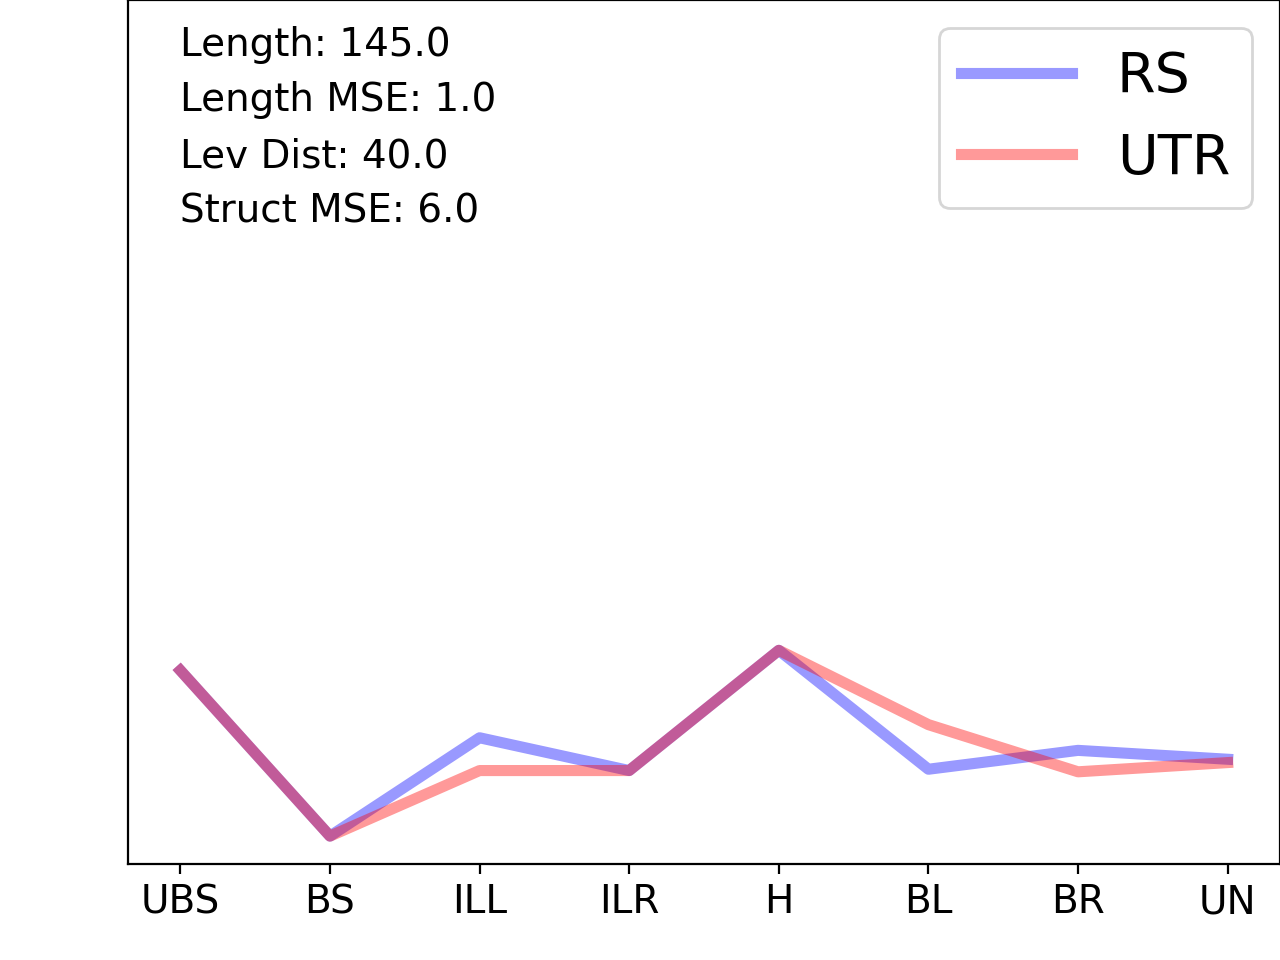 Length: 145.0
Length MSE: 1.0
Lev Dist: 40.0
Struct MSE: 6.0
RS
UTR
UBS BS ILL ILR H BL BR UN